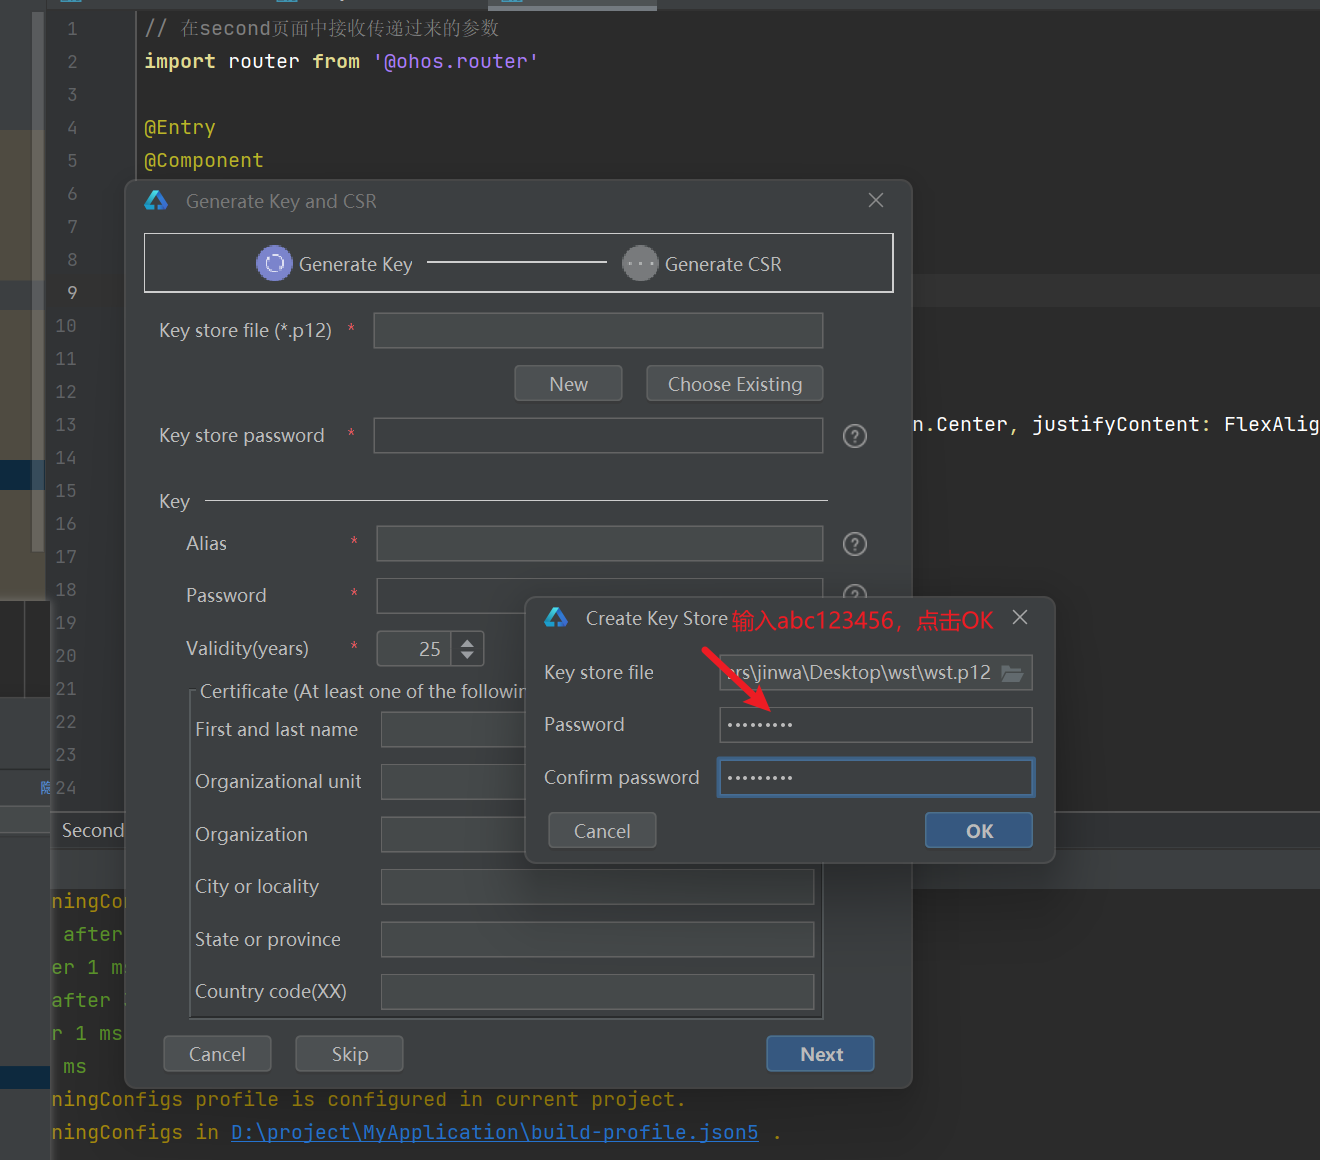 1 // 在second页面中接收传递过来的参数
2 import router from '@ohos.router'
3
4 @Entry
5 @Component
6
7
8
9
10
11
12
13 n.Center, justifyContent: FlexAlig
14
15
16
17
18
19
20
21
22
23
24
Generate Key and CSR
Generate Key
Generate CSR
Key store file (*.p12) *
New
Choose Existing
Key store password *
Key
Alias *
Password *
Validity(years) * 25
Certificate (At least one of the followin
First and last name
Organizational unit
Organization
City or locality
State or province
Country code(XX)
Cancel
Skip
Next
Create Key Store
输入abc123456，点击OK
Key store file
ers\jinwa\Desktop\wst\wst.p12
Password •••••••••
Confirm password •••••••••
Cancel
OK
Second
ningCon
after
er 1 ms
after
r 1 ms
ms
ningConfigs profile is configured in current project.
ningConfigs in D:\project\MyApplication\build-profile.json5 .